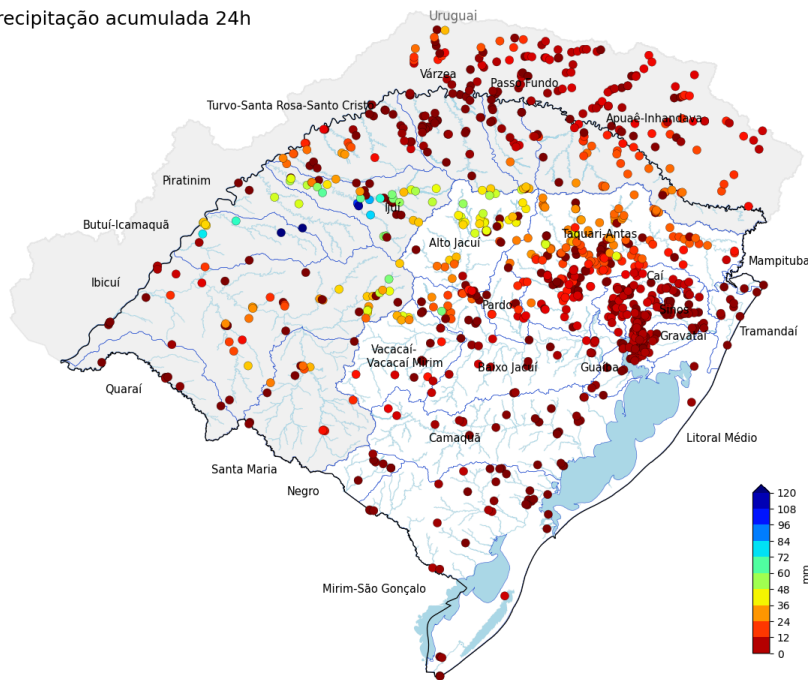 recipitação acumulada 24h
Uruguai
Várzea
Passo Fundo
Turvo-Santa Rosa-Santo Cristo
Apuaê-Inhandava
Piratinim
Ijuí
Butuí-Icamaquã
Alto Jacuí
Taquari-Antas
Mampituba
Ibicuí
Caí
Pardo
Sinos
Tramandaí
Gravataí
Vacacaí-
Vacacaí Mirim
Baixo Jacuí
Guaíba
Quaraí
Camaquã
Litoral Médio
Santa Maria
Negro
Mirim-São Gonçalo
120
108
96
84
72
60
48
36
24
12
0
mm